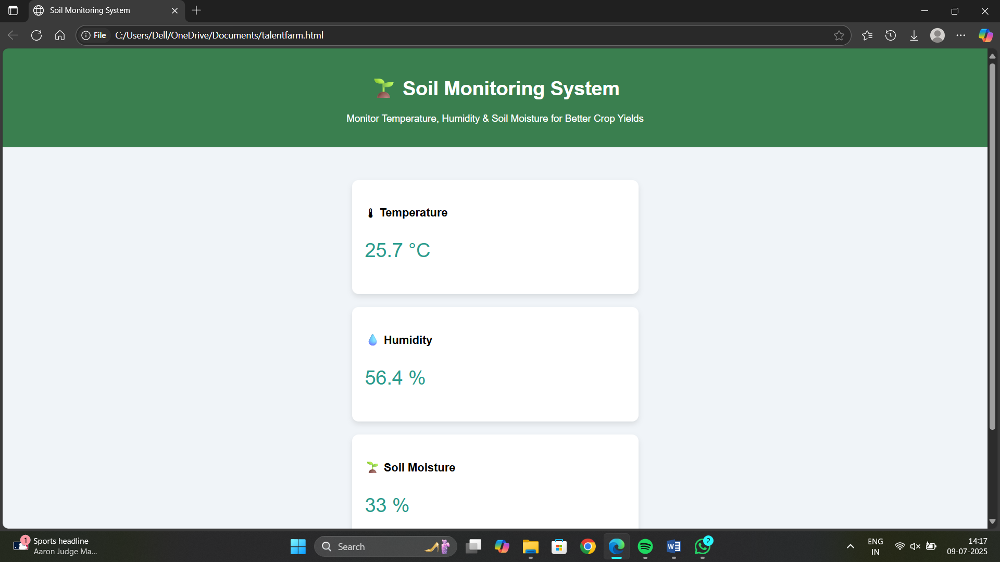 Soil Monitoring System
File
C:/Users/Dell/OneDrive/Documents/talentfarm.html
Soil Monitoring System
Monitor Temperature, Humidity & Soil Moisture for Better Crop Yields
Temperature
25.7 °C
Humidity
56.4 %
Soil Moisture
33 %
1
Sports headline
Aaron Judge Ma...
Search
W
2
ENG
IN
14:17
09-07-2025